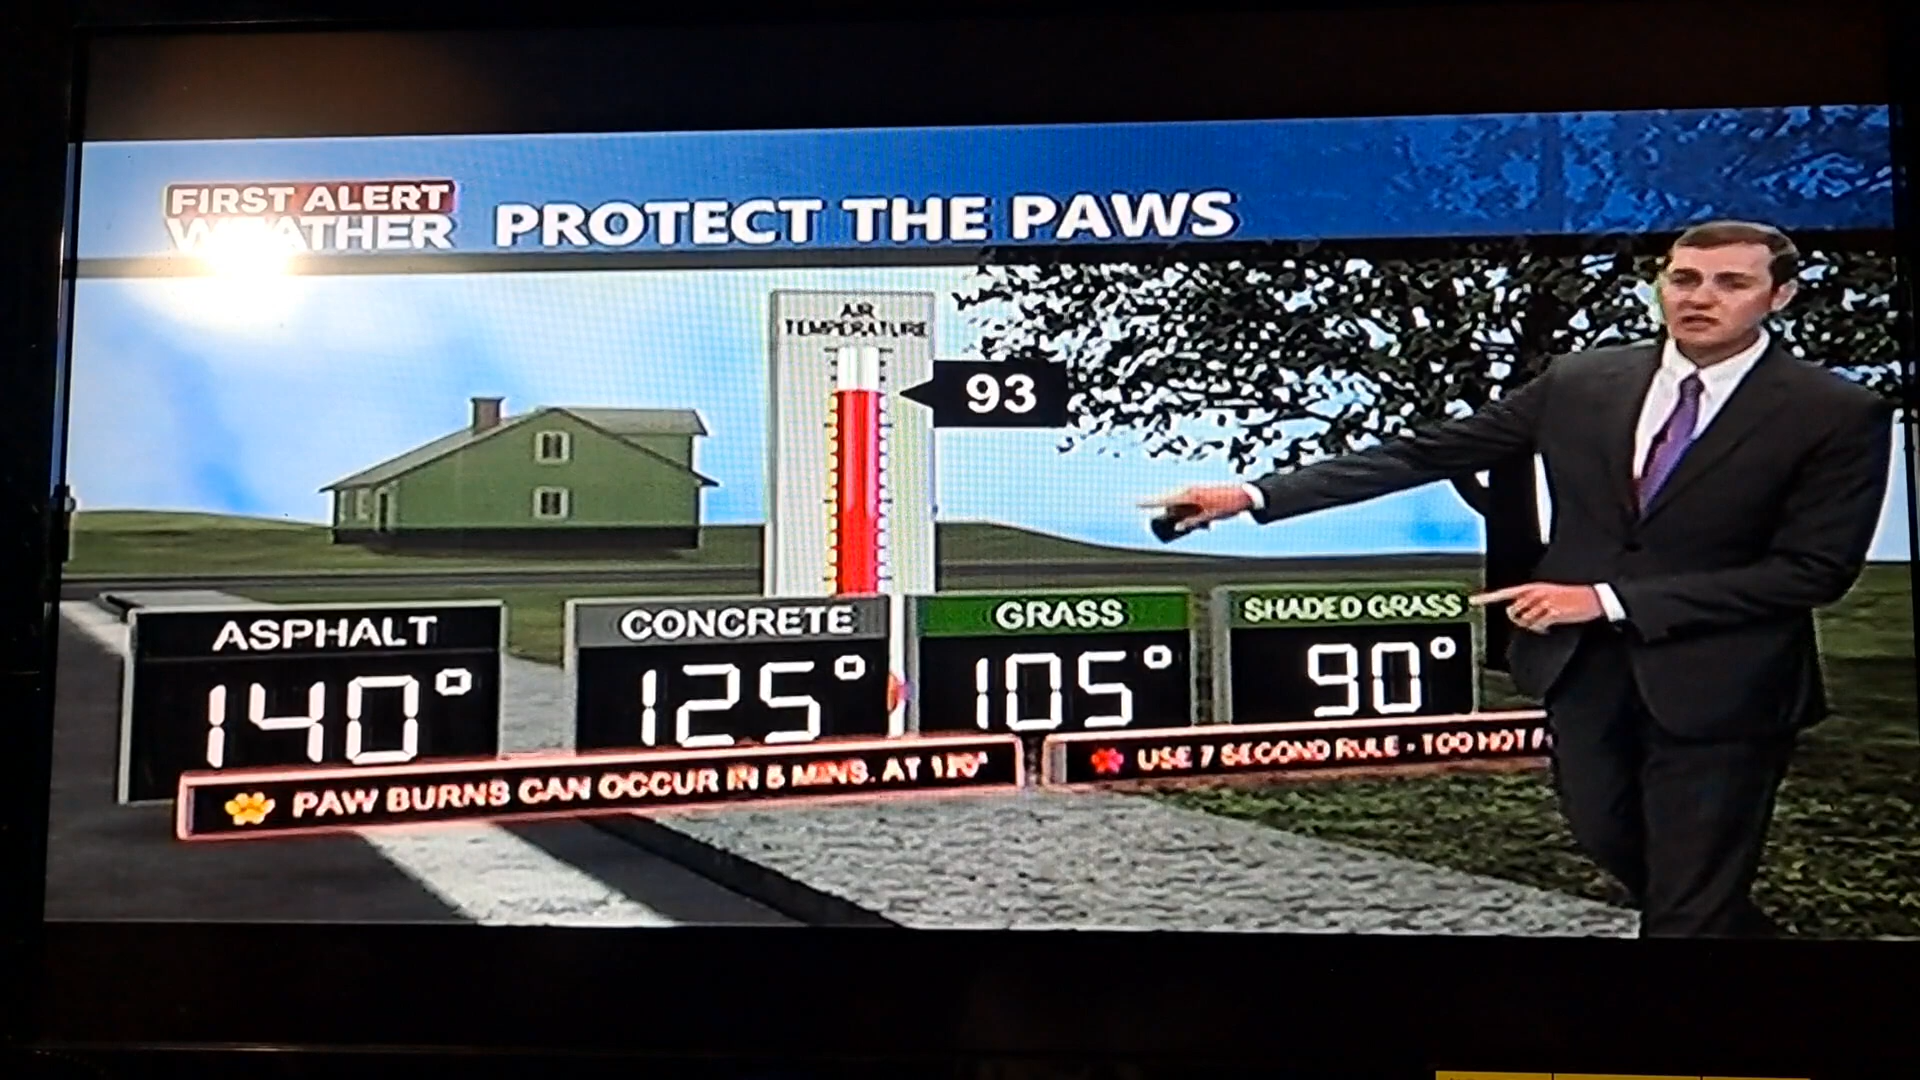 FIRST ALERT
WEATHER
PROTECT THE PAWS
AIR
TEMPERATURE
93
ASPHALT
140°
CONCRETE
125°
GRASS
105°
SHADED GRASS
90°
PAW BURNS CAN OCCUR IN 5 MINS. AT 120°
USE 7 SECOND RULE - TOO HOT